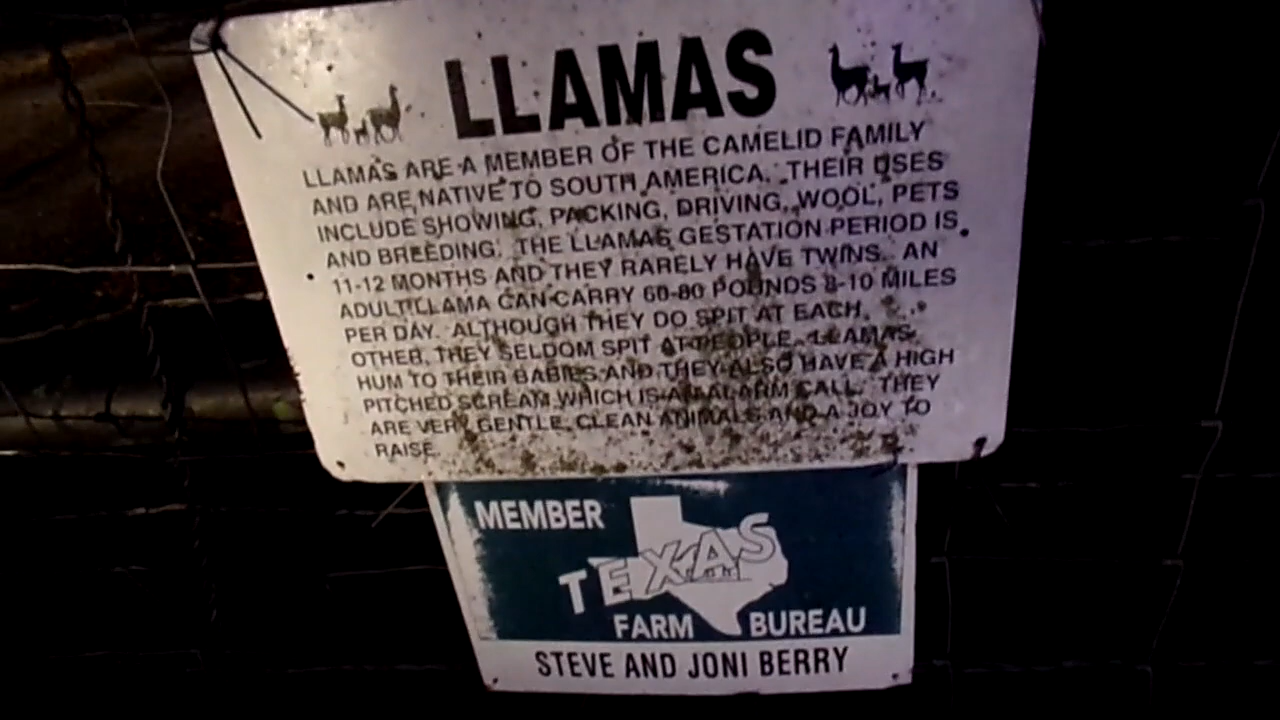 LLAMAS
LLAMAS ARE A MEMBER OF THE CAMELID FAMILY
AND ARE NATIVE TO SOUTH AMERICA. THEIR USES
INCLUDE SHOWING, PACKING, DRIVING, WOOL, PETS
AND BREEDING. THE LLAMAS GESTATION PERIOD IS
11-12 MONTHS AND THEY RARELY HAVE TWINS. AN
ADULT LLAMA CAN CARRY 60-80 POUNDS 8-10 MILES
PER DAY. ALTHOUGH THEY DO SPIT AT EACH
OTHER, THEY SELDOM SPIT AT PEOPLE. LLAMAS
HUM TO THEIR BABIES AND THEY ALSO HAVE A HIGH
PITCHED SCREAM WHICH IS AN ALARM CALL. THEY
ARE VERY GENTLE, CLEAN ANIMALS AND A JOY TO
RAISE.
MEMBER
TEXAS
FARM BUREAU
STEVE AND JONI BERRY